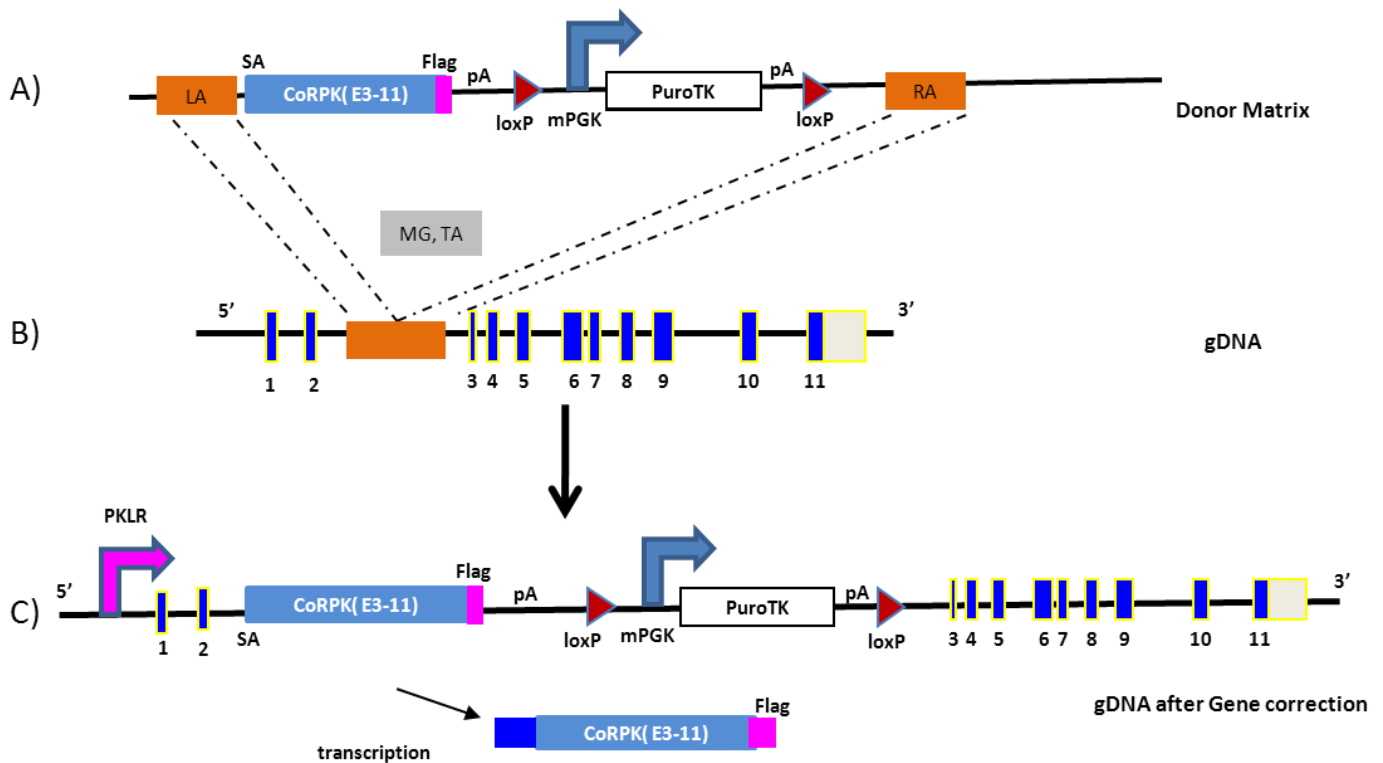 A)
LA
SA
CoRPK( E3-11)
Flag
pA
loxP
mPGK
PuroTK
pA
loxP
RA
Donor Matrix
MG, TA
B)
5’
3’
1 2 3 4 5 6 7 8 9 10 11
gDNA
PKLR
C)
5’
1 2
SA
CoRPK( E3-11)
Flag
pA
loxP
mPGK
PuroTK
pA
loxP
3 4 5 6 7 8 9 10 11
3’
gDNA after Gene correction
transcription
CoRPK( E3-11)
Flag